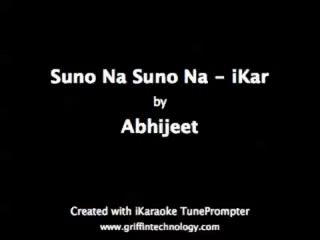 Suno Na Suno Na - iKar
by
Abhijeet
Created with iKaraoke TunePrompter
www.griffintechnology.com